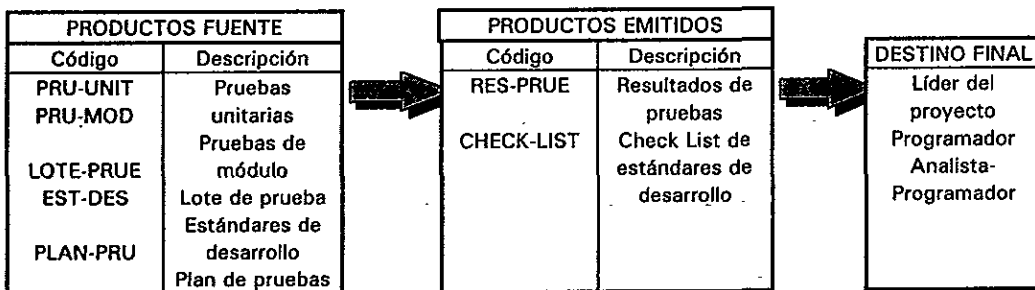 PRODUCTOS FUENTE
Código Descripción
PRU-UNIT Pruebas
PRU-MOD unitarias
Pruebas de
LOTE-PRUE módulo
EST-DES Lote de prueba
Estándares de
PLAN-PRU desarrollo
Plan de pruebas
PRODUCTOS EMITIDOS
Código Descripción
RES-PRUE Resultados de
pruebas
CHECK-LIST Check List de
estándares de
desarrollo
DESTINO FINAL
Líder del
proyecto
Programador
Analista-
Programador